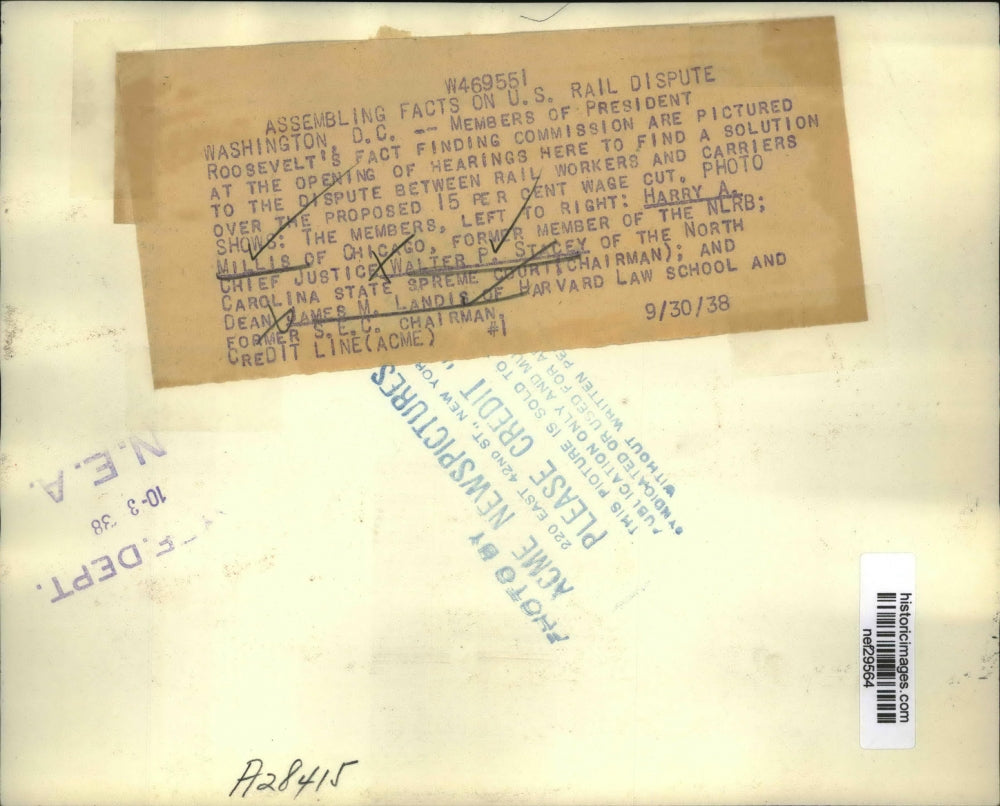 W469551
ASSEMBLING FACTS ON U.S. RAIL DISPUTE
WASHINGTON, D.C. -- MEMBERS OF PRESIDENT
ROOSEVELT'S FACT FINDING COMMISSION ARE PICTURED
AT THE OPENING OF HEARINGS HERE TO FIND A SOLUTION
TO THE DISPUTE BETWEEN RAIL WORKERS AND CARRIERS
OVER THE PROPOSED 15 PER CENT WAGE CUT. PHOTO
SHOWS: THE MEMBERS, LEFT TO RIGHT: HARRY A.
MILLIS OF CHICAGO, FORMER MEMBER OF THE NLRB;
CHIEF JUSTICE WALTER P. STACEY OF THE NORTH
CAROLINA STATE SPREME COURT(CHAIRMAN); AND
DEAN JAMES M. LANDIS OF HARVARD LAW SCHOOL AND
FORMER S.E.C. CHAIRMAN.
CREDIT LINE(ACME) #1 9/30/38
PHOTO BY
ACME NEWSPICTURES
220 EAST 42ND ST., NEW YOR
PLEASE CREDIT
THIS PICTURE IS SOLD TO
PUBLICATION ONLY AND MU
SYNDICATED OR USED FOR A
WITHOUT WRITTEN PE
N.E.A.
10-3 '38
F. DEPT.
historicimages.com
nef29564
A28415